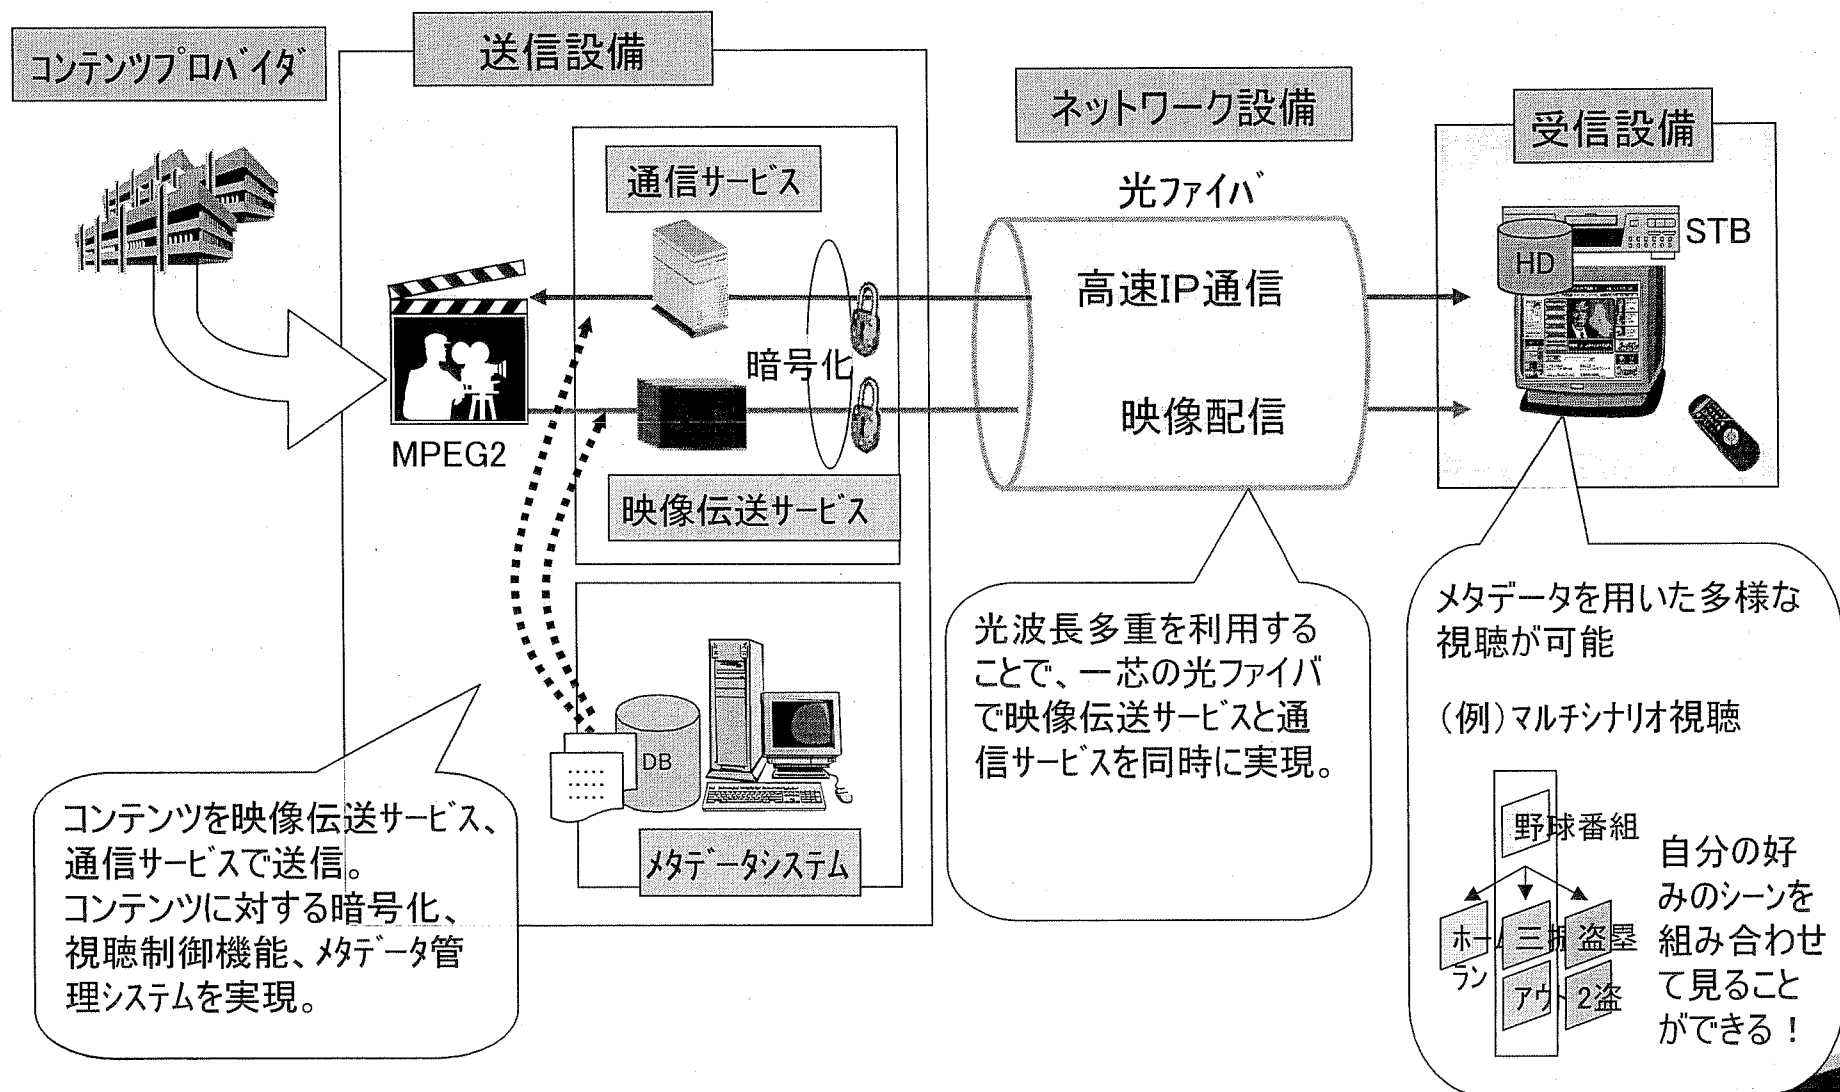 コンテンツプロバイダ
送信設備
通信サービス
暗号化
MPEG2
映像伝送サービス
DB
メタデータシステム
コンテンツを映像伝送サービス、
通信サービスで送信。
コンテンツに対する暗号化、
視聴制御機能、メタデータ管
理システムを実現。
ネットワーク設備
光ファイバ
高速IP通信
映像配信
光波長多重を利用する
ことで、一芯の光ファイバ
で映像伝送サービスと通
信サービスを同時に実現。
受信設備
STB
HD
メタデータを用いた多様な
視聴が可能
（例）マルチシナリオ視聴
野球番組
ホーム
ラン
三振
盗塁
アウト
2盗
自分の好
みのシーンを
組み合わせ
て見ること
ができる！